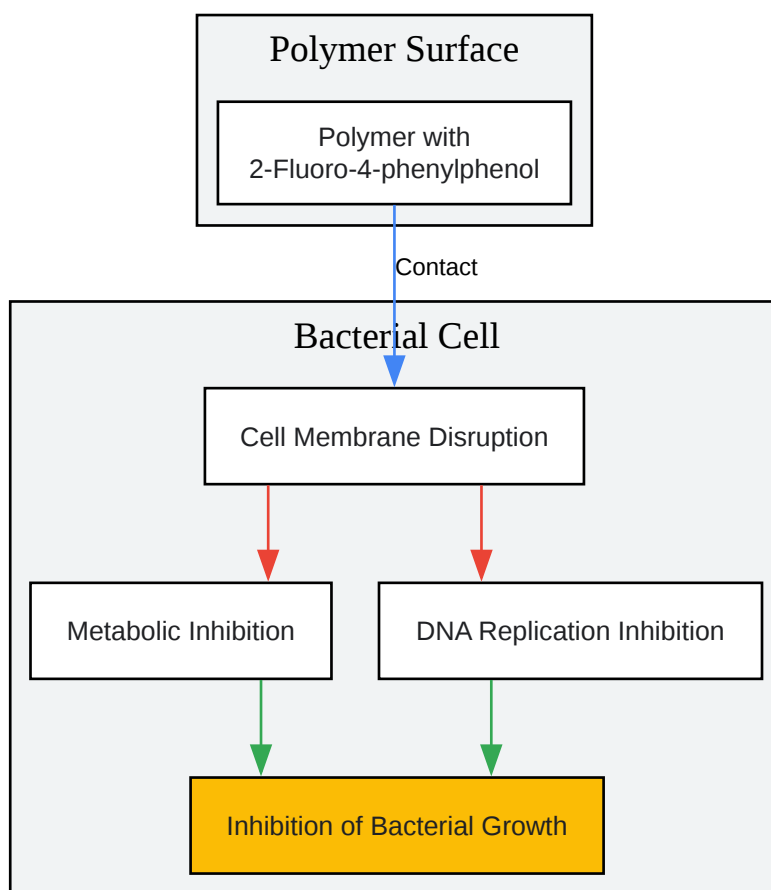 Polymer Surface
Polymer with
2-Fluoro-4-phenylphenol
Contact
Bacterial Cell
Cell Membrane Disruption
Metabolic Inhibition
DNA Replication Inhibition
Inhibition of Bacterial Growth